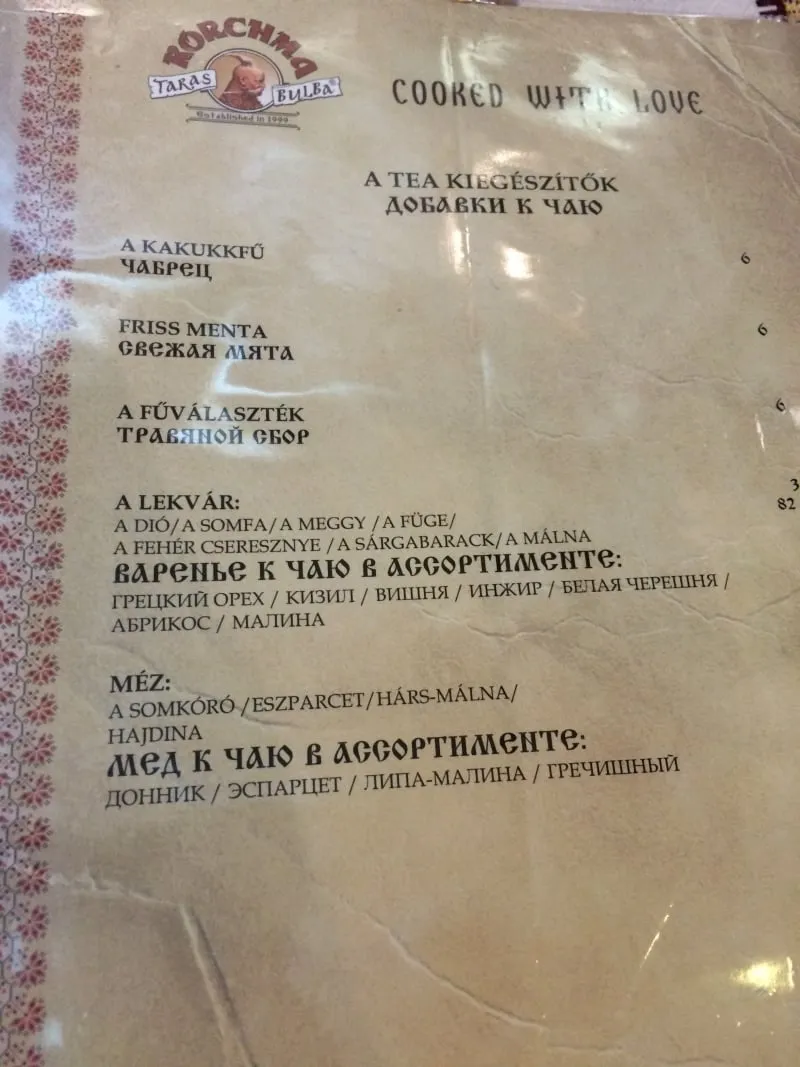 KORCHMA
TARAS BULBA®
Established in 1999
COOKED WITH LOVE
A TEA KIEGÉSZÍTŐK
ДОБАВКИ К ЧАЮ
A KAKUKKFŰ
ЧАБРЕЦ
6
FRISS MENTA
СВЕЖАЯ МЯТА
6
A FŰVÁLASZTÉK
ТРАВЯНОЙ СБОР
6
A LEKVÁR:
3
A DIÓ/A SOMFA/A MEGGY /A FÜGE/
82
A FEHÉR CSERESZNYE /A SÁRGABARACK/A MÁLNA
ВАРЕНЬЕ К ЧАЮ В АССОРТИМЕНТЕ:
ГРЕЦКИЙ ОРЕХ / КИЗИЛ / ВИШНЯ / ИНЖИР / БЕЛАЯ ЧЕРЕШНЯ /
АБРИКОС / МАЛИНА
MÉZ:
A SOMKÓRÓ /ESZPARCET/HÁRS-MÁLNA/
HAJDINA
МЕД К ЧАЮ В АССОРТИМЕНТЕ:
ДОННИК / ЭСПАРЦЕТ / ЛИПА-МАЛИНА / ГРЕЧИШНЫЙ